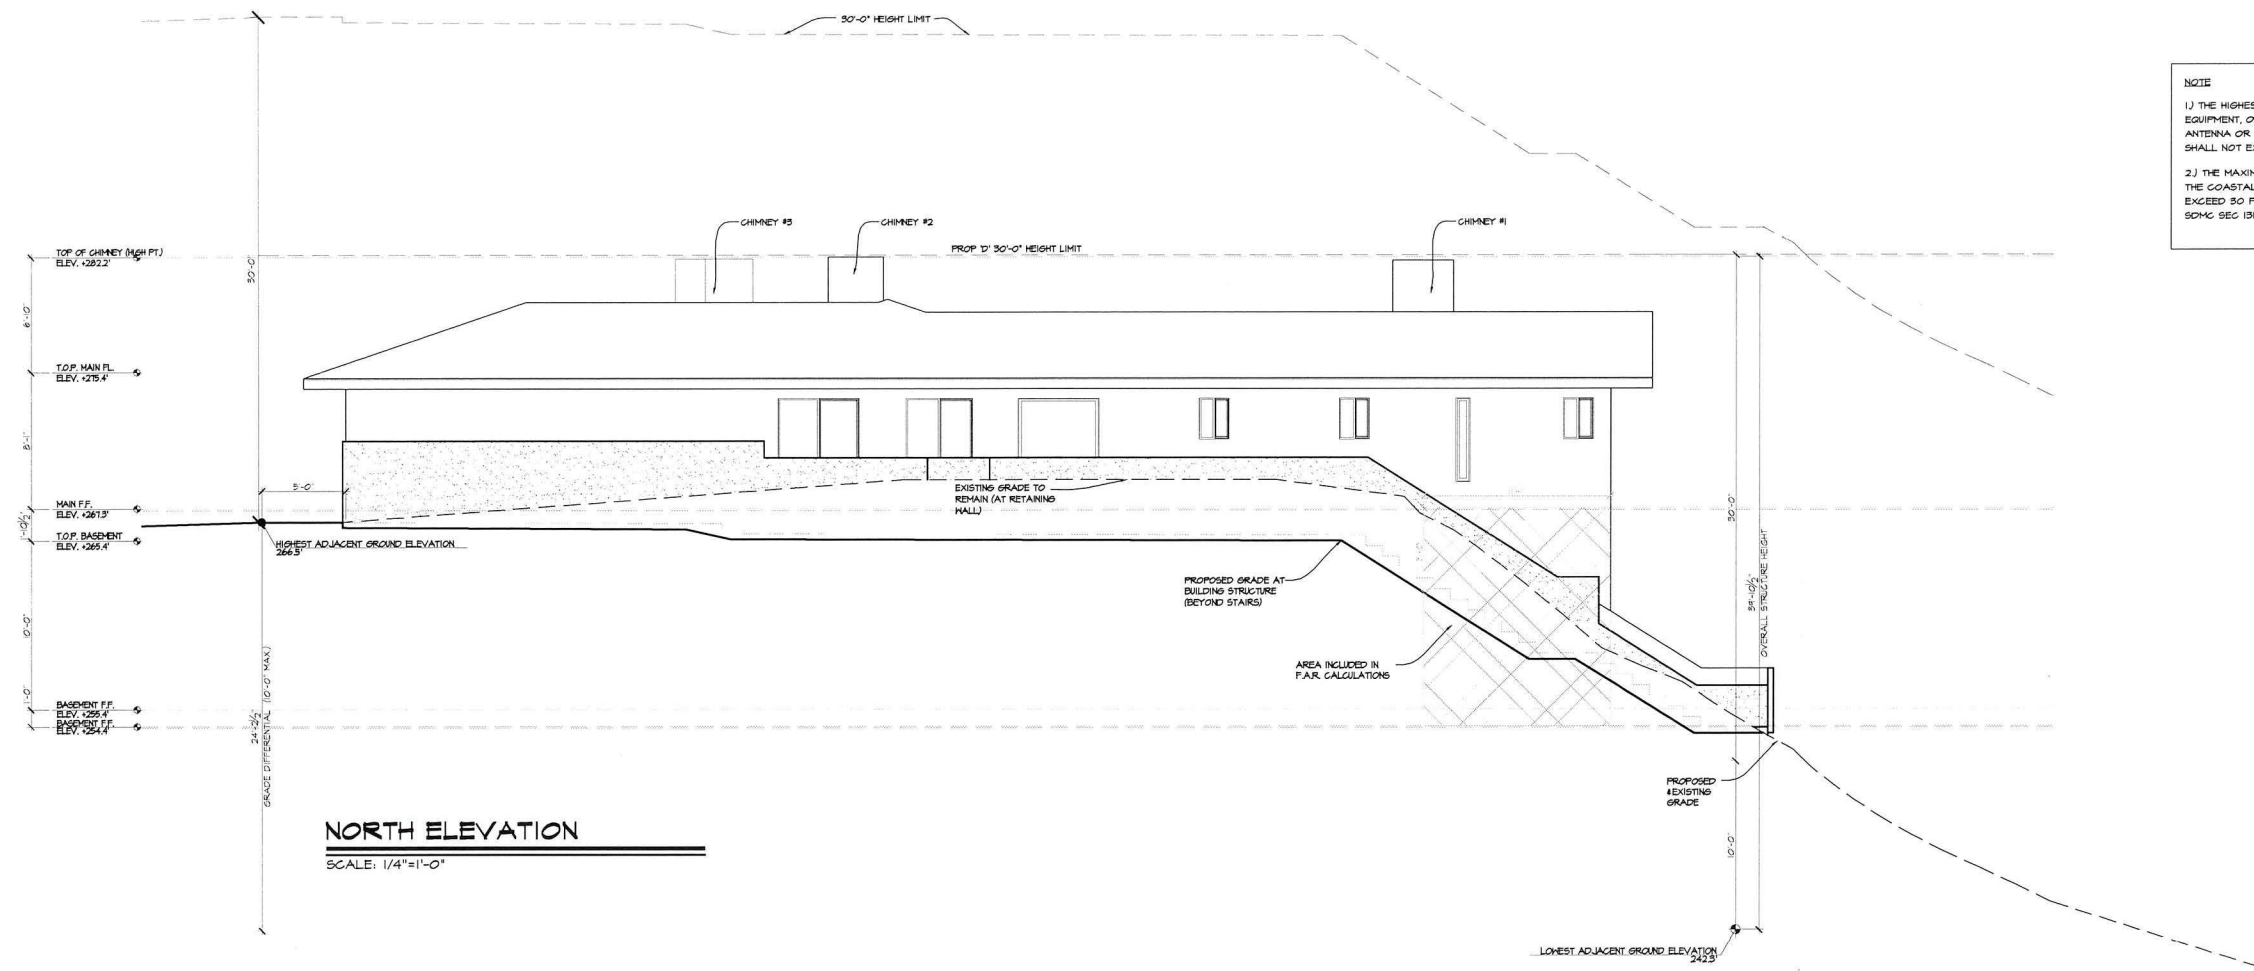 30'-0" HEIGHT LIMIT
NOTE
1.) THE HIGHES
EQUIPMENT, O
ANTENNA OR
SHALL NOT E
2.) THE MAXIM
THE COASTAL
EXCEED 30 F
SDMC SEC 131
CHIMNEY #3
CHIMNEY #2
CHIMNEY #1
PROP 'D' 30'-0" HEIGHT LIMIT
TOP OF CHIMNEY (HIGH PT.)
ELEV. +282.2'
30'-0"
6'-10"
T.O.P. MAIN FL.
ELEV. +275.4'
8'-1"
5'-0"
MAIN F.F.
ELEV. +267.3'
1'-10 1/2"
T.O.P. BASEMENT
ELEV. +265.4'
HIGHEST ADJACENT GROUND ELEVATION
266.5'
EXISTING GRADE TO
REMAIN (AT RETAINING
WALL)
30'-0"
PROPOSED GRADE AT
BUILDING STRUCTURE
(BEYOND STAIRS)
39'-10 1/2"
OVERALL STRUCTURE HEIGHT
10'-0"
AREA INCLUDED IN
F.A.R. CALCULATIONS
1'-0"
BASEMENT F.F.
ELEV. +255.4'
BASEMENT F.F.
ELEV. +254.4'
24'-2 1/2"
GRADE DIFFERENTIAL (10'-0" MAX.)
PROPOSED
&EXISTING
GRADE
10'-0"
NORTH ELEVATION
SCALE: 1/4"=1'-0"
LOWEST ADJACENT GROUND ELEVATION
242.3'